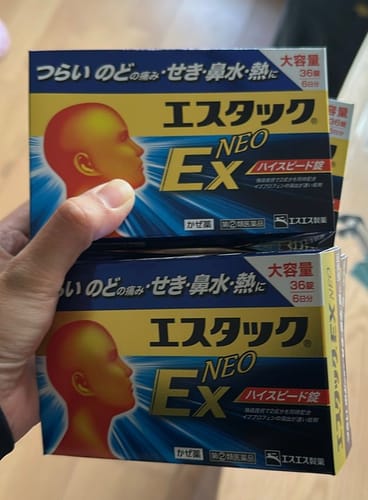 つらい のどの痛み・せき・鼻水・熱に
大容量
36錠
6日分
エスタック®
NEO
Ex
ハイスピード錠
かぜ薬
指定第②類医薬品
エスエス製薬
らい のどの痛み・せき・鼻水・熱に
大容量
36錠
6日分
エスタック®
NEO
Ex
ハイスピード錠
かぜ薬
指定第②類医薬品
エスエス製薬